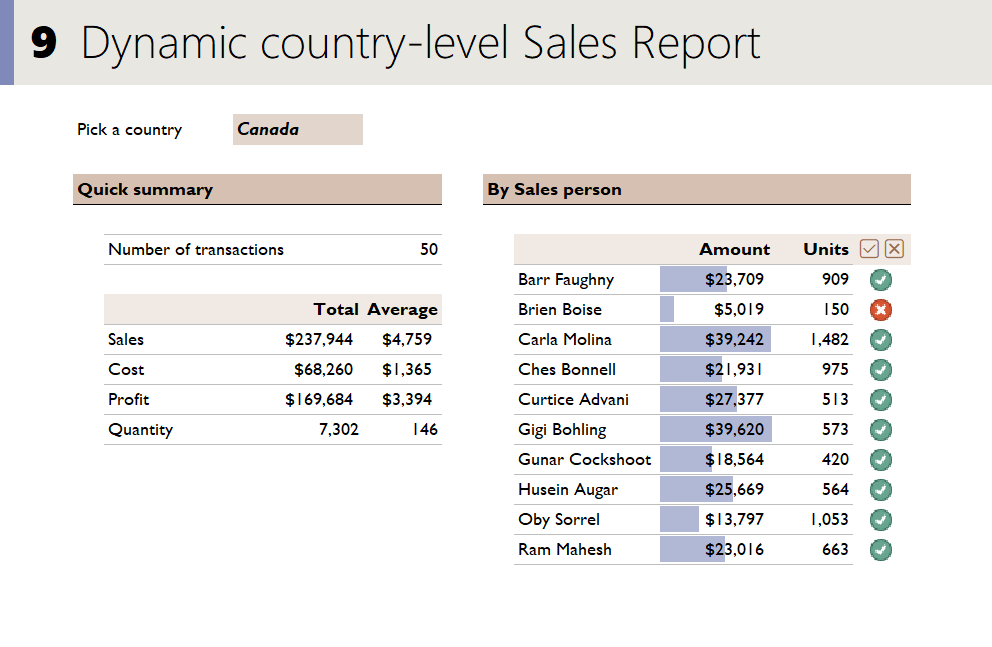 9 Dynamic country-level Sales Report
Pick a country Canada
Quick summary
Number of transactions 50
Total Average
Sales $237,944 $4,759
Cost $68,260 $1,365
Profit $169,684 $3,394
Quantity 7,302 146
By Sales person
Amount Units
Barr Faughny $23,709 909
Brien Boise $5,019 150
Carla Molina $39,242 1,482
Ches Bonnell $21,931 975
Curtice Advani $27,377 513
Gigi Bohling $39,620 573
Gunar Cockshoot $18,564 420
Husein Augar $25,669 564
Oby Sorrel $13,797 1,053
Ram Mahesh $23,016 663